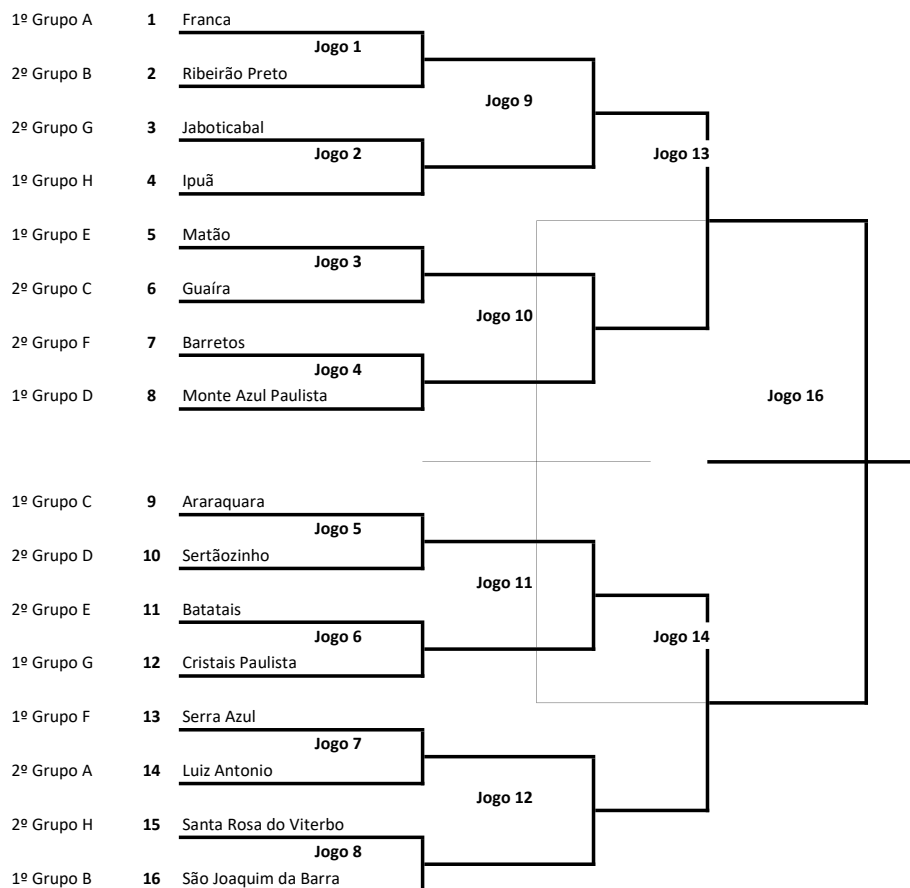 1º Grupo A 1 Franca
Jogo 1
2º Grupo B 2 Ribeirão Preto
Jogo 9
2º Grupo G 3 Jaboticabal
Jogo 2 Jogo 13
1º Grupo H 4 Ipuã
1º Grupo E 5 Matão
Jogo 3
2º Grupo C 6 Guaíra
Jogo 10
2º Grupo F 7 Barretos
Jogo 4
1º Grupo D 8 Monte Azul Paulista Jogo 16
1º Grupo C 9 Araraquara
Jogo 5
2º Grupo D 10 Sertãozinho
Jogo 11
2º Grupo E 11 Batatais
Jogo 6 Jogo 14
1º Grupo G 12 Cristais Paulista
1º Grupo F 13 Serra Azul
Jogo 7
2º Grupo A 14 Luiz Antonio
Jogo 12
2º Grupo H 15 Santa Rosa do Viterbo
Jogo 8
1º Grupo B 16 São Joaquim da Barra